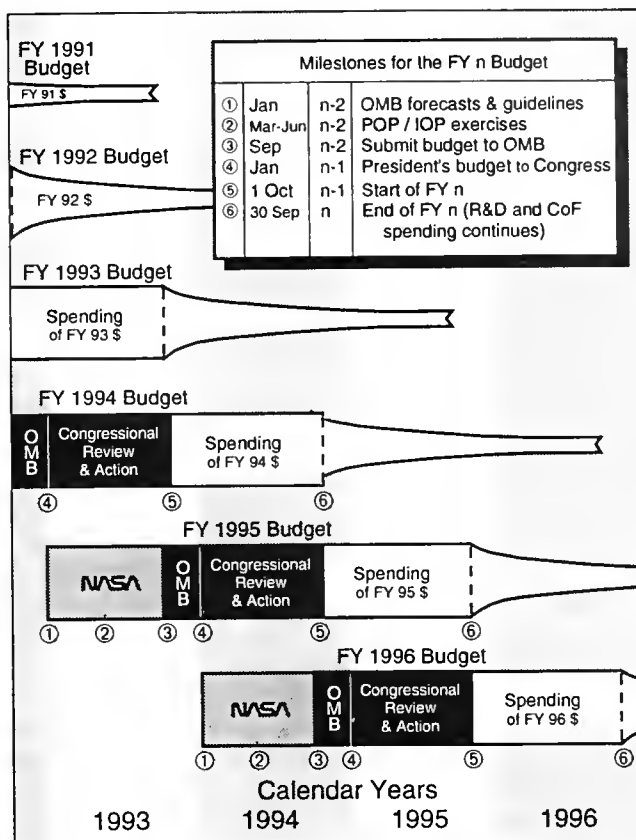 FY 1991
Budget
FY 91 $
Milestones for the FY n Budget
① Jan n-2 OMB forecasts & guidelines
② Mar-Jun n-2 POP / IOP exercises
③ Sep n-2 Submit budget to OMB
④ Jan n-1 President's budget to Congress
⑤ 1 Oct n-1 Start of FY n
⑥ 30 Sep n End of FY n (R&D and CoF
spending continues)
FY 1992 Budget
FY 92 $
FY 1993 Budget
Spending
of FY 93 $
FY 1994 Budget
OMB
Congressional
Review
& Action
Spending
of FY 94 $
④ ⑤ ⑥
FY 1995 Budget
NASA
OMB
Congressional
Review
& Action
Spending
of FY 95 $
① ② ③ ④ ⑤ ⑥
FY 1996 Budget
NASA
OMB
Congressional
Review
& Action
Spending
of FY 96 $
① ② ③ ④ ⑤ ⑥
Calendar Years
1993 1994 1995 1996